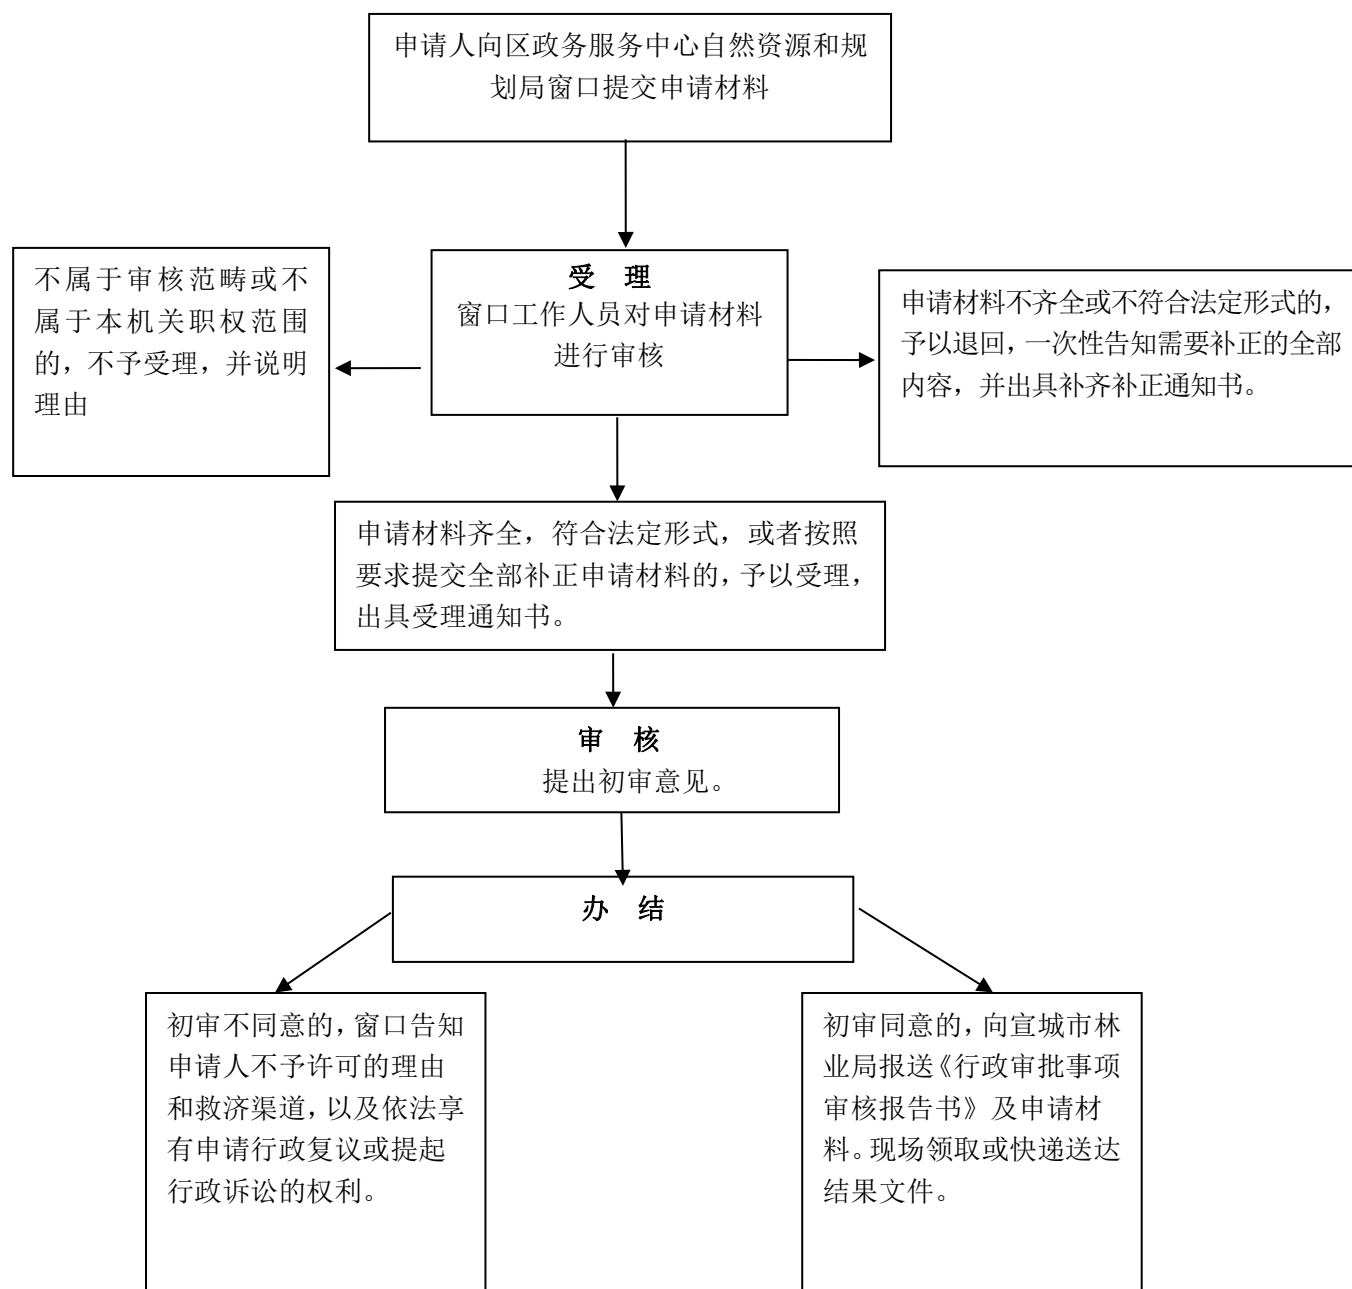 申请人向区政务服务中心自然资源和规
划局窗口提交申请材料
不属于审核范畴或不
属于本机关职权范围
的，不予受理，并说明
理由
受 理
窗口工作人员对申请材料
进行审核
申请材料不齐全或不符合法定形式的，
予以退回，一次性告知需要补正的全部
内容，并出具补齐补正通知书。
申请材料齐全，符合法定形式，或者按照
要求提交全部补正申请材料的，予以受理，
出具受理通知书。
审 核
提出初审意见。
办 结
初审不同意的，窗口告知
申请人不予许可的理由
和救济渠道，以及依法享
有申请行政复议或提起
行政诉讼的权利。
初审同意的，向宣城市林
业局报送《行政审批事项
审核报告书》及申请材
料。现场领取或快递送达
结果文件。